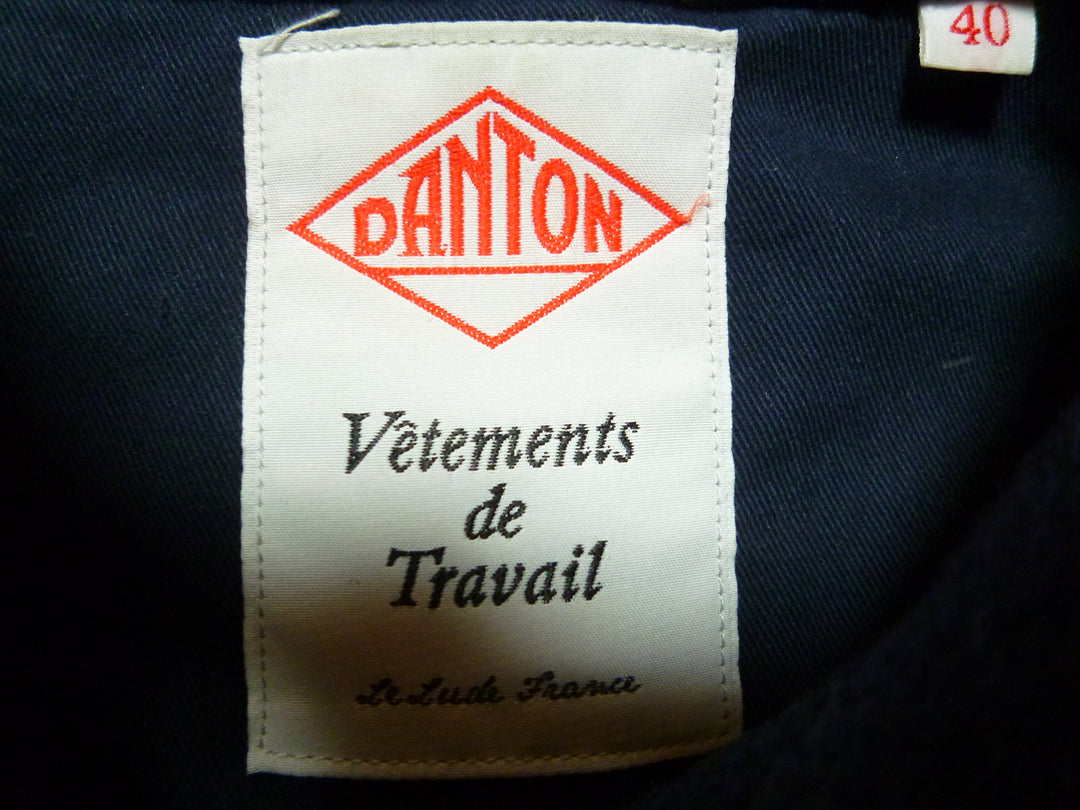 40
DANTON
Vêtements
de
Travail
Le Lude France